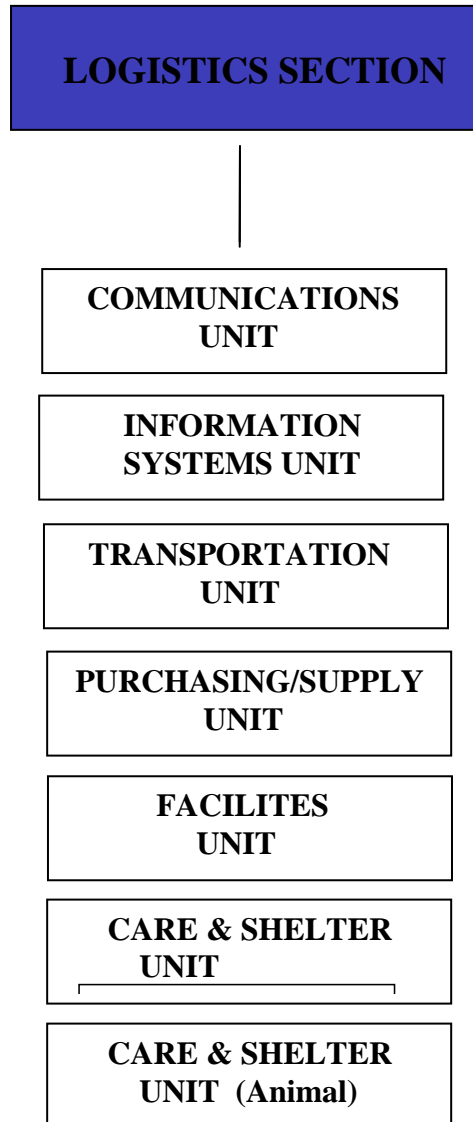 LOGISTICS SECTION
COMMUNICATIONS
UNIT
INFORMATION
SYSTEMS UNIT
TRANSPORTATION
UNIT
PURCHASING/SUPPLY
UNIT
FACILITES
UNIT
CARE & SHELTER
UNIT
CARE & SHELTER
UNIT (Animal)